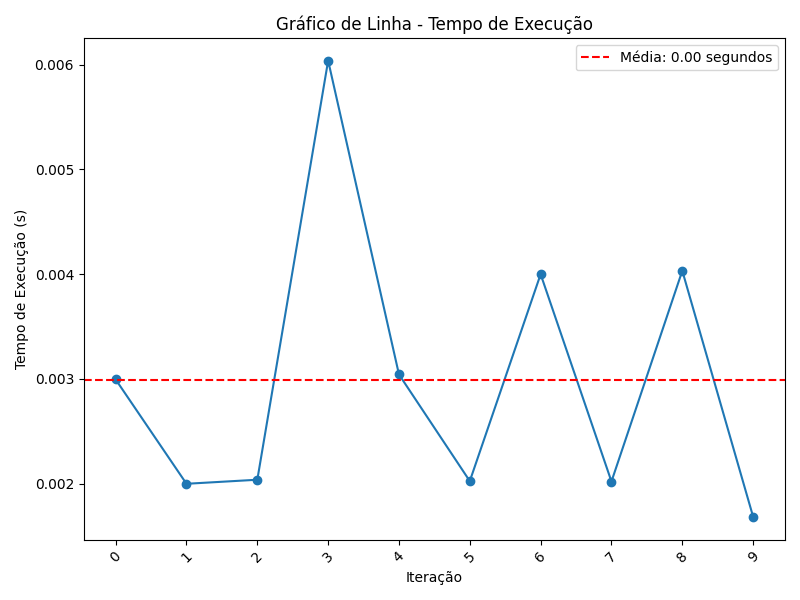 Gráfico de Linha - Tempo de Execução
Média: 0.00 segundos
0.006
0.005
0.004
0.003
0.002
Tempo de Execução (s)
0 1 2 3 4 5 6 7 8 9
Iteração